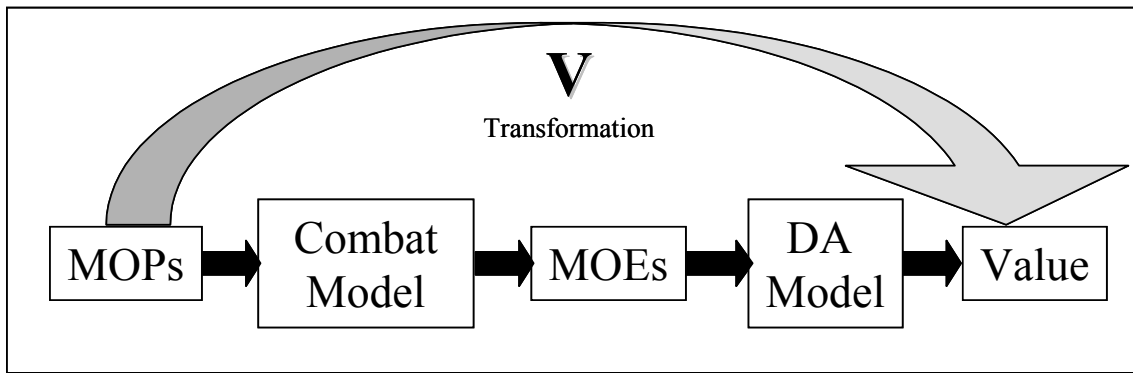 V
Transformation
MOPs
Combat
Model
MOEs
DA
Model
Value